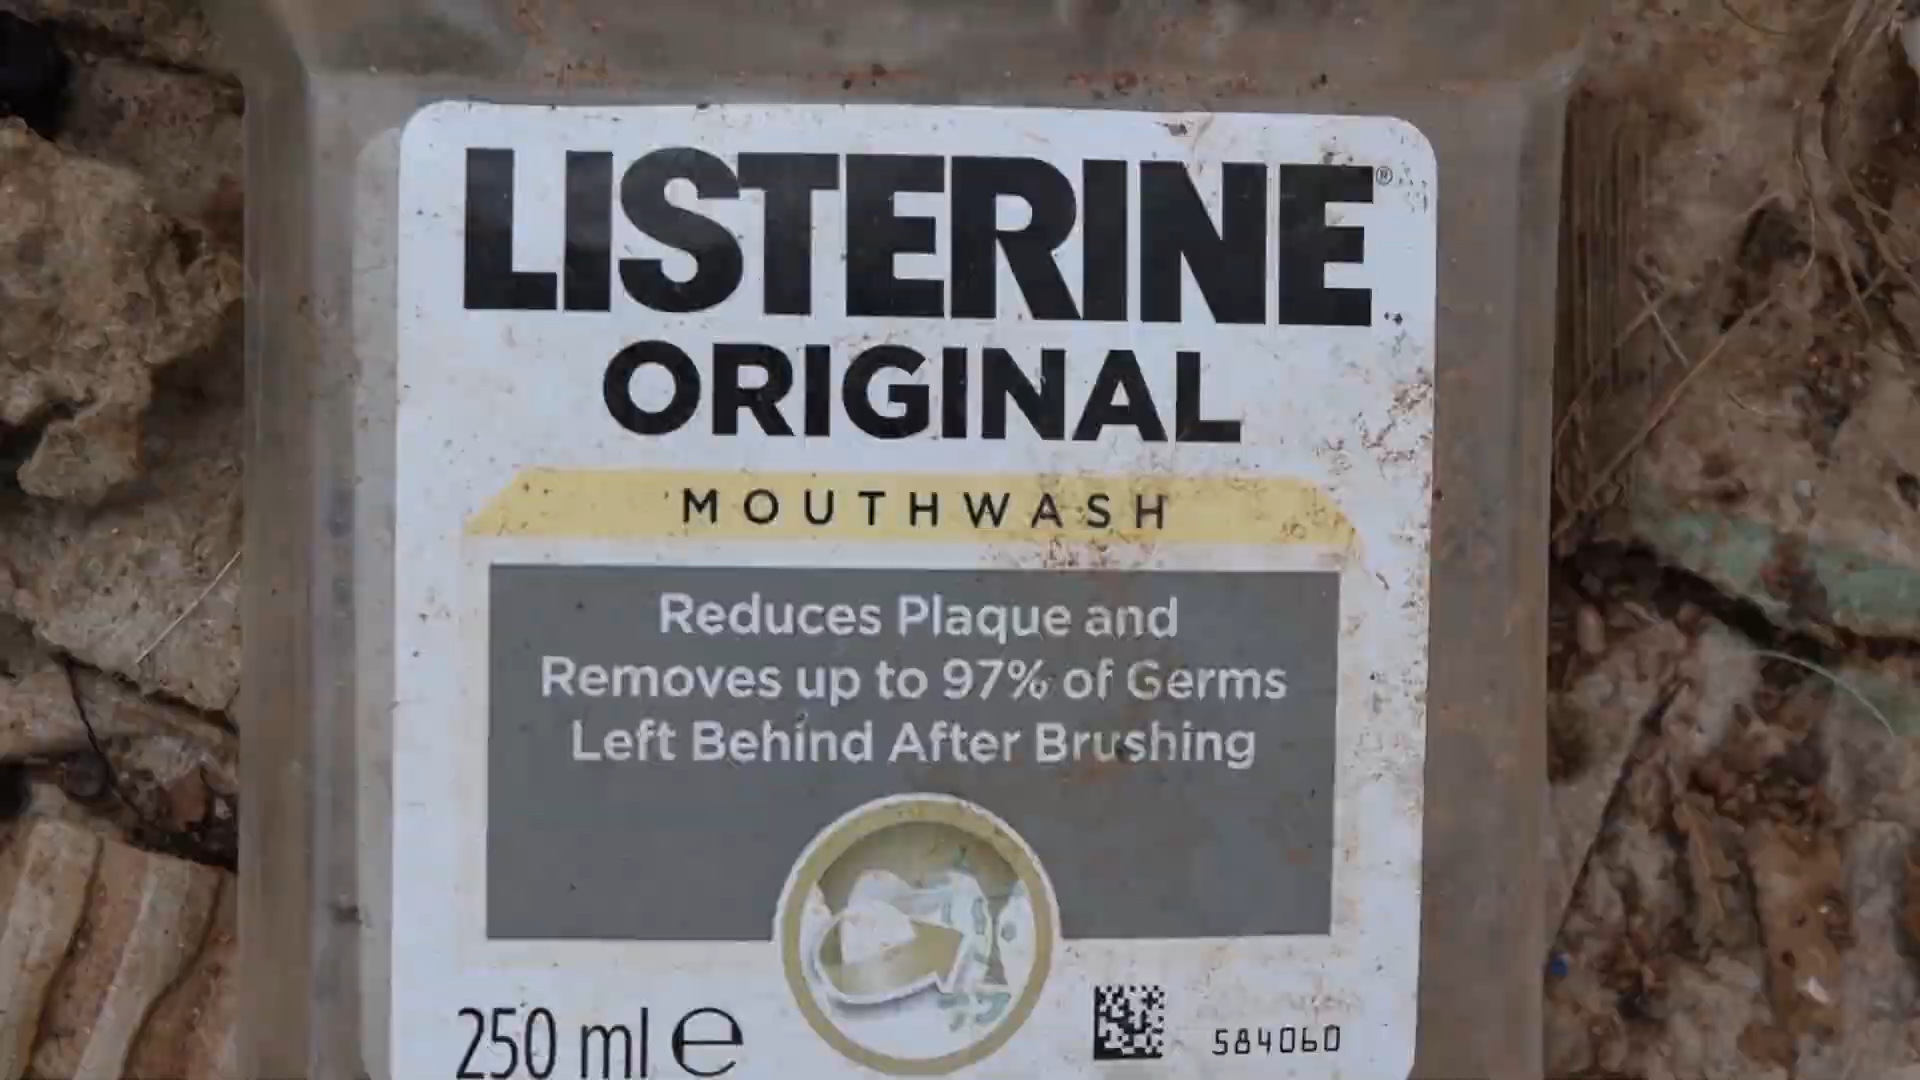 LISTERINE®
ORIGINAL
MOUTHWASH
Reduces Plaque and
Removes up to 97% of Germs
Left Behind After Brushing
250 ml ℮
584060